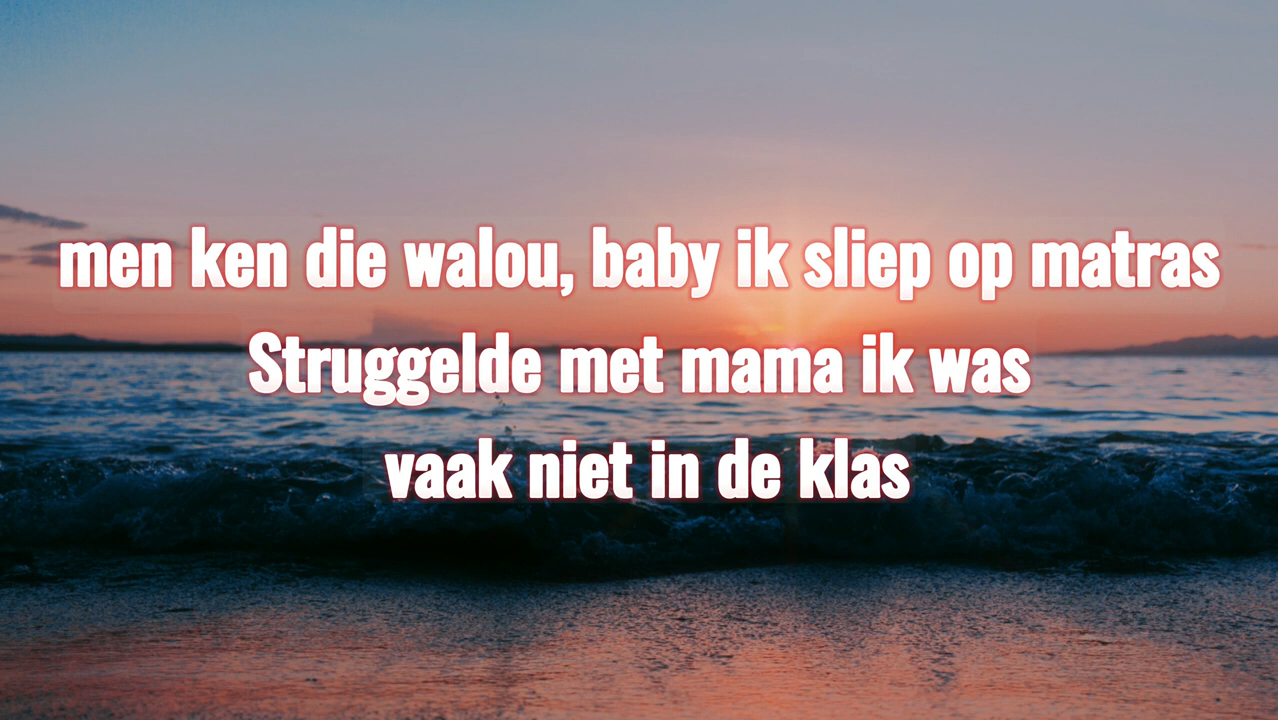 men ken die walou, baby ik sliep op matras
Struggelde met mama ik was
vaak niet in de klas